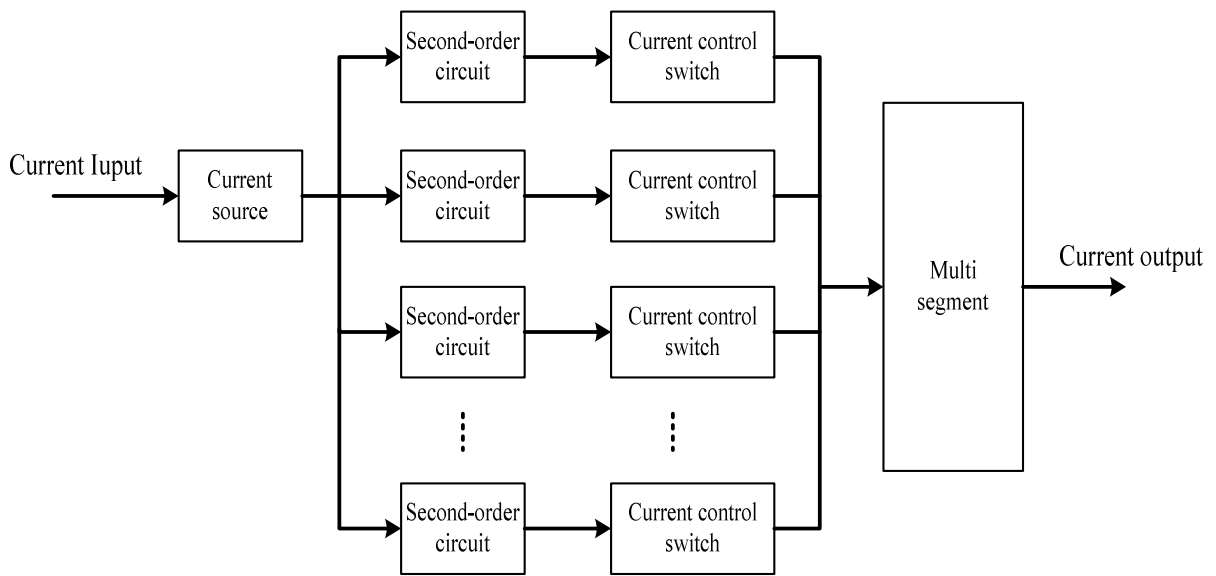 Second-order
circuit
Current control
switch
Current Iuput
Current
source
Second-order
circuit
Current control
switch
Second-order
circuit
Current control
switch
Multi
segment
Current output
Second-order
circuit
Current control
switch